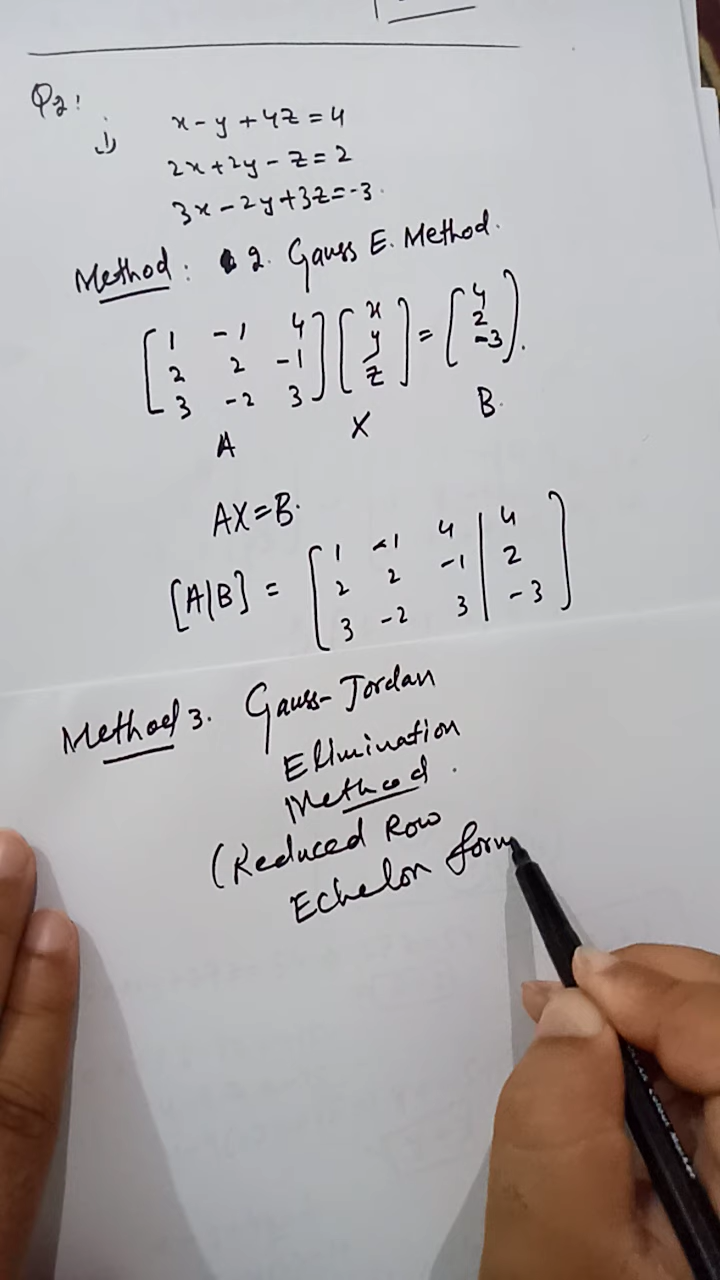 Q2:
i) x - y + 4z = 4
2x + 2y - z = 2
3x - 2y + 3z = -3.
Method: 2. Gauss E. Method.
[1 -1 4] [x] = [4]
[2 2 -1] [y] [2]
[3 -2 3] [z] [-3].
A X B.
AX = B.
[A|B] = [1 -1 4 | 4]
[2 2 -1 | 2]
[3 -2 3 | -3]
Method 3. Gauss-Jordan
Elimination
Method.
(Reduced Row
Echelon form